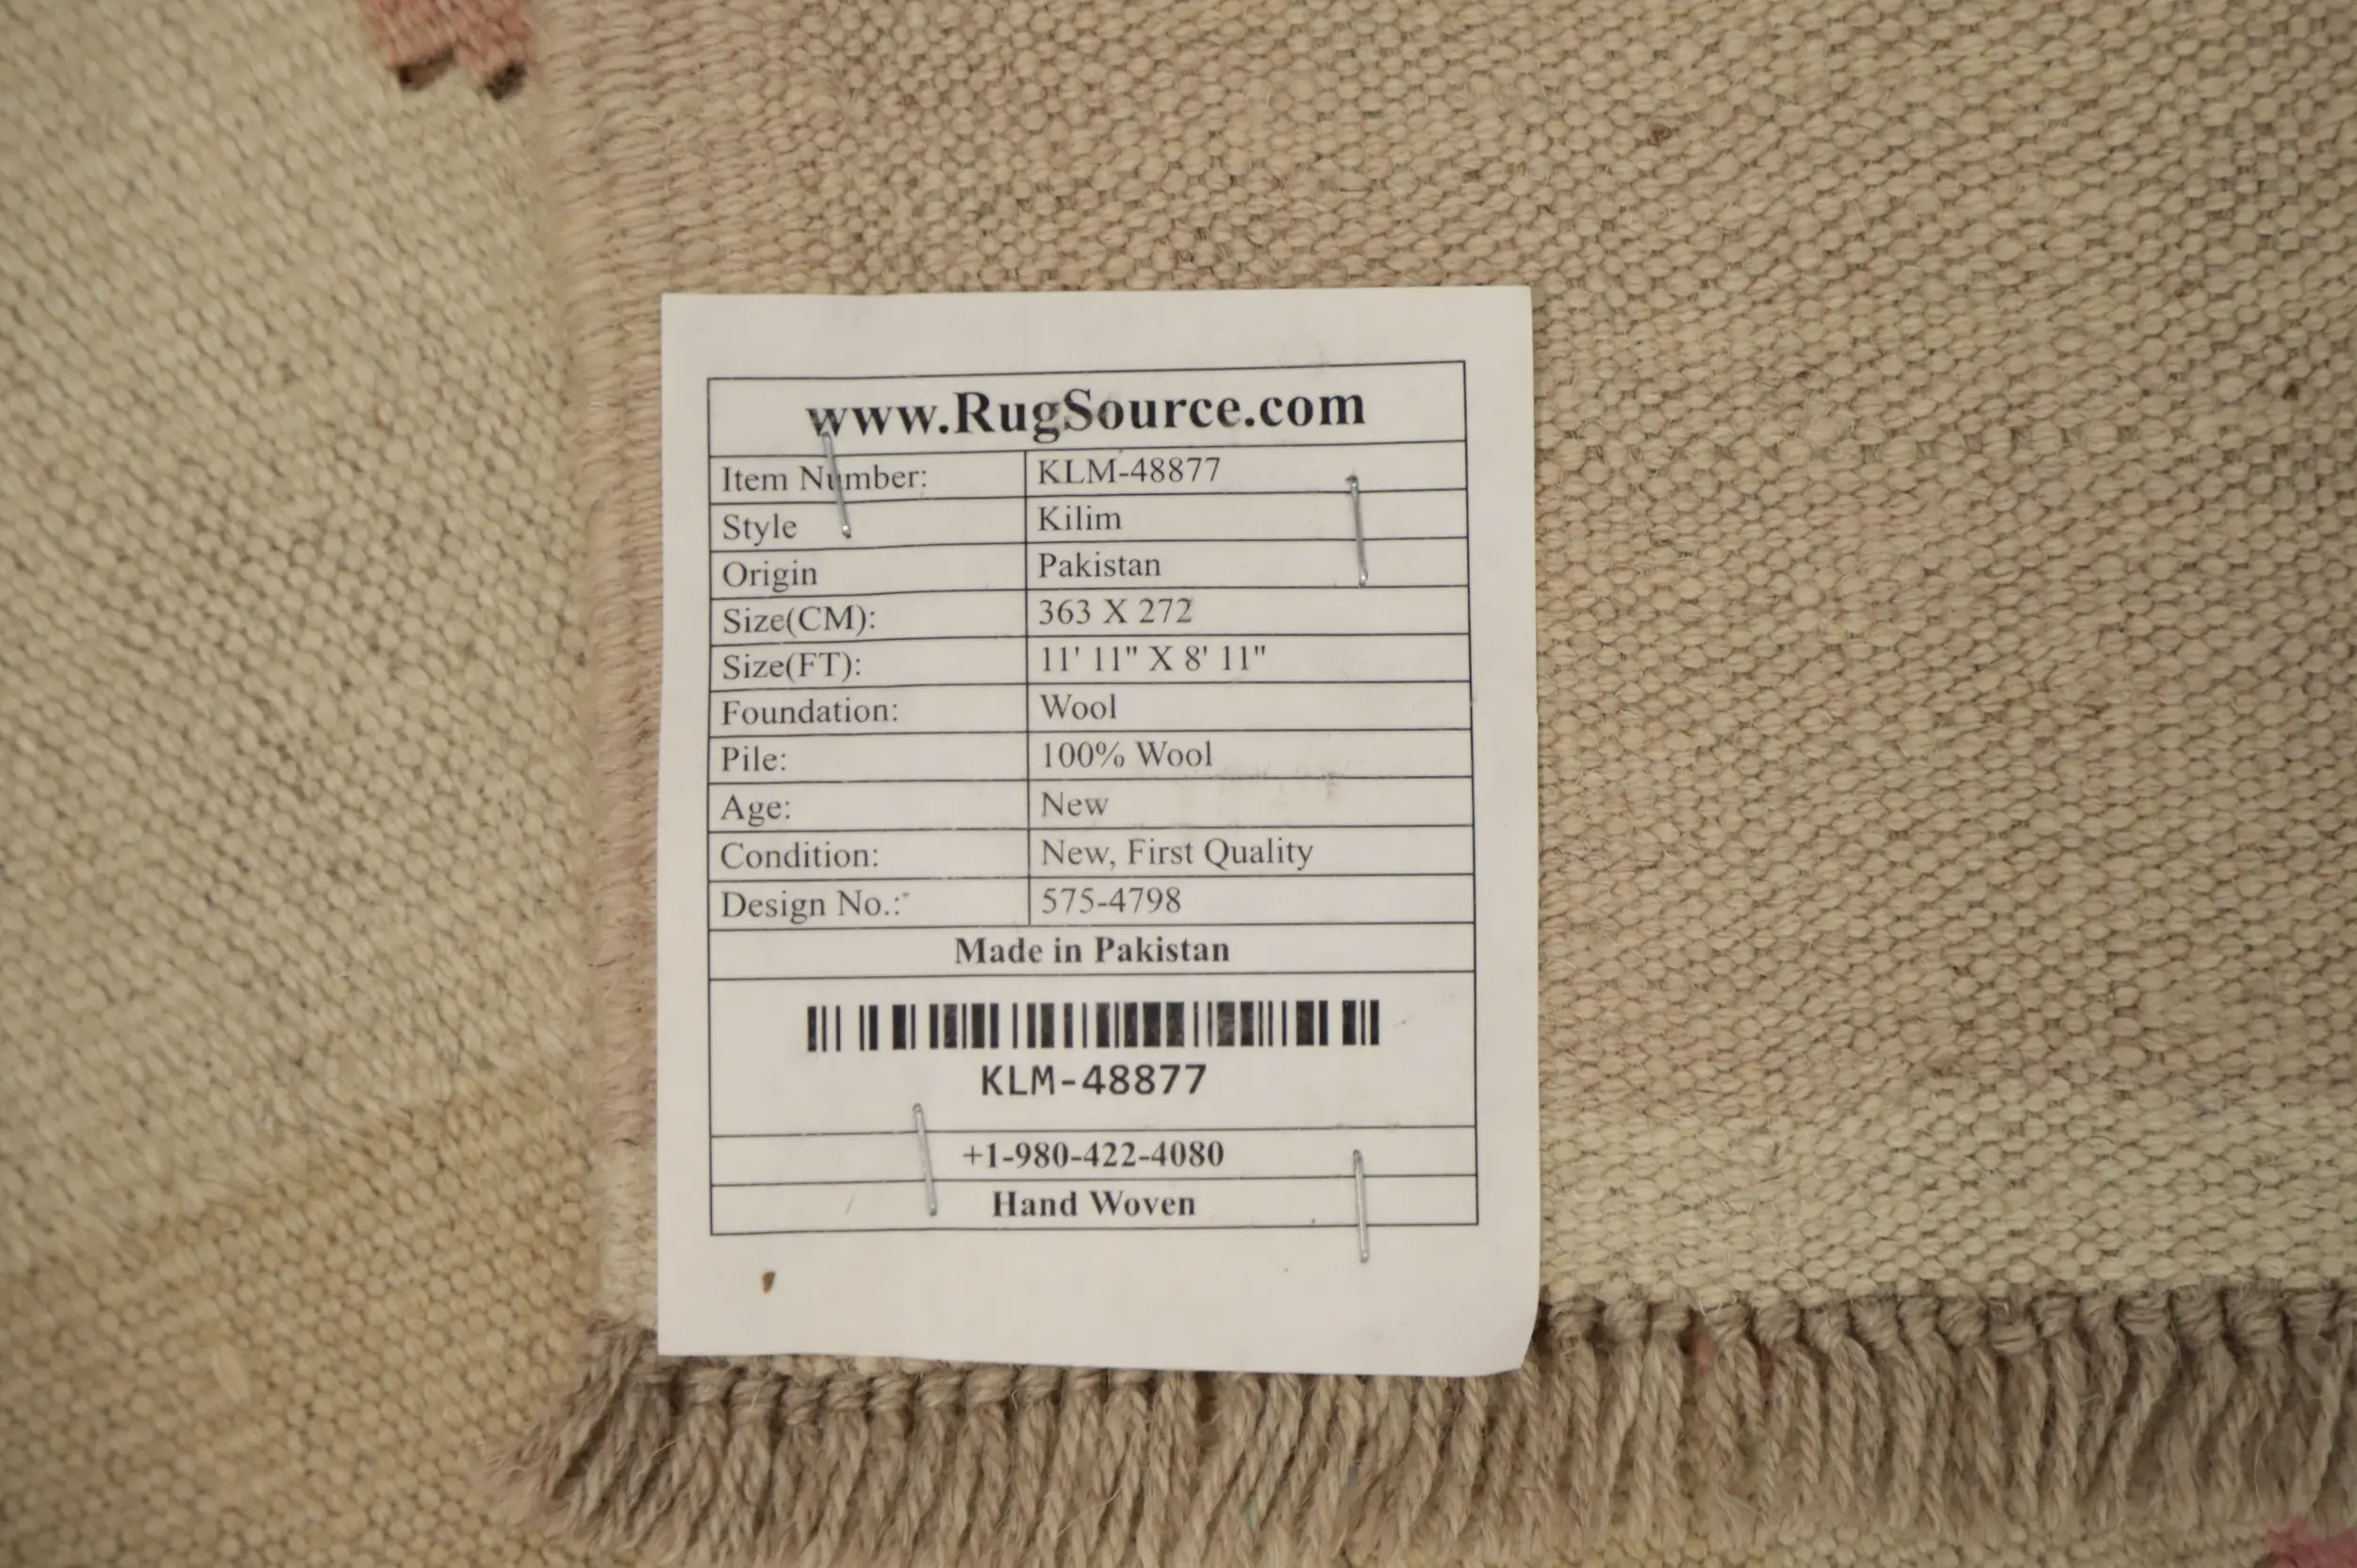 www.RugSource.com
Item Number: KLM-48877
Style Kilim
Origin Pakistan
Size(CM): 363 X 272
Size(FT): 11' 11" X 8' 11"
Foundation: Wool
Pile: 100% Wool
Age: New
Condition: New, First Quality
Design No.: 575-4798
Made in Pakistan
KLM-48877
+1-980-422-4080
Hand Woven